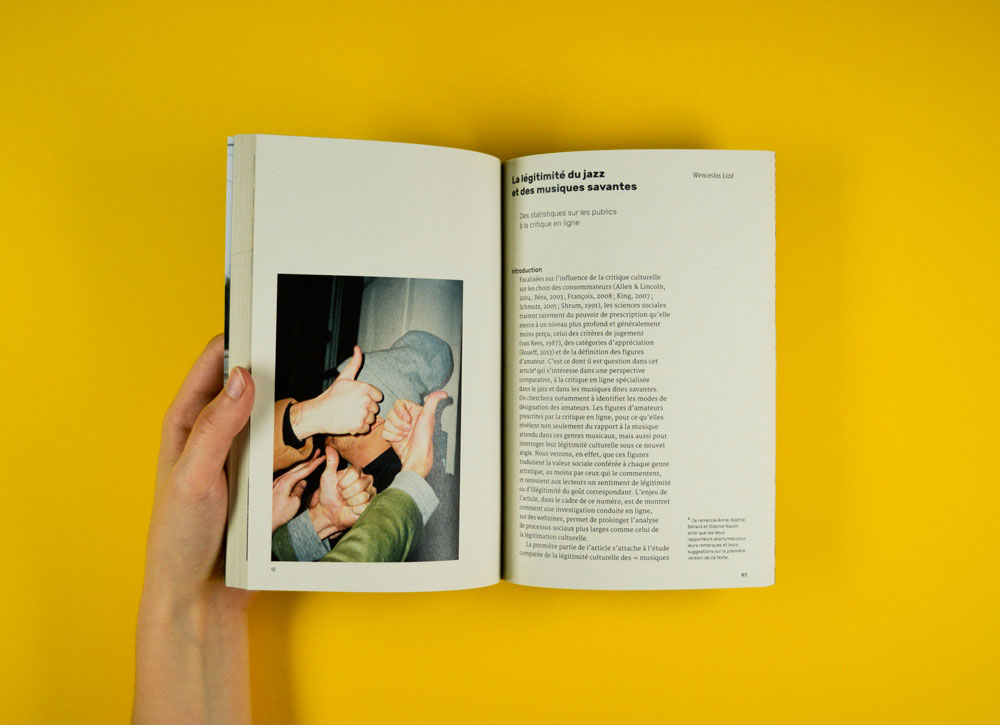 12
La légitimité du jazz
et des musiques savantes
Wenceslas Lizé
Des statistiques sur les publics
à la critique en ligne
Introduction
Focalisées sur l'influence de la critique culturelle
sur les choix des consommateurs (Allen & Lincoln,
2004 ; Béra, 2003 ; François, 2008 ; King, 2007 ;
Schmutz, 2005 ; Shrum, 1991), les sciences sociales
traitent rarement du pouvoir de prescription qu'elle
exerce à un niveau plus profond et généralement
moins perçu, celui des critères de jugement
(van Rees, 1987), des catégories d'appréciation
(Roueff, 2013) et de la définition des figures
d'amateur. C'est ce dont il est question dans cet
article¹ qui s'intéresse dans une perspective
comparative, à la critique en ligne spécialisée
dans le jazz et dans les musiques dites savantes.
On cherchera notamment à identifier les modes de
désignation des amateurs. Les figures d'amateurs
prescrites par la critique en ligne, pour ce qu'elles
révèlent non seulement du rapport à la musique
attendu dans ces genres musicaux, mais aussi pour
interroger leur légitimité culturelle sous ce nouvel
angle. Nous verrons, en effet, que ces figures
traduisent la valeur sociale conférée à chaque genre
artistique, au moins par ceux qui le commentent,
et renvoient aux lecteurs un sentiment de légitimité
ou d'illégitimité du goût correspondant. L'enjeu de
l'article, dans le cadre de ce numéro, est de montrer
comment une investigation conduite en ligne,
sur des webzines, permet de prolonger l'analyse
de processus sociaux plus larges comme celui de
la légitimation culturelle.
La première partie de l'article s'attache à l'étude
comparée de la légitimité culturelle des « musiques
¹ Je remercie Anne-Sophie
Béliard et Sidonie Naulin
ainsi que les deux
rapporteurs anonymes pour
leurs remarques et leurs
suggestions sur la première
version de ce texte.
97